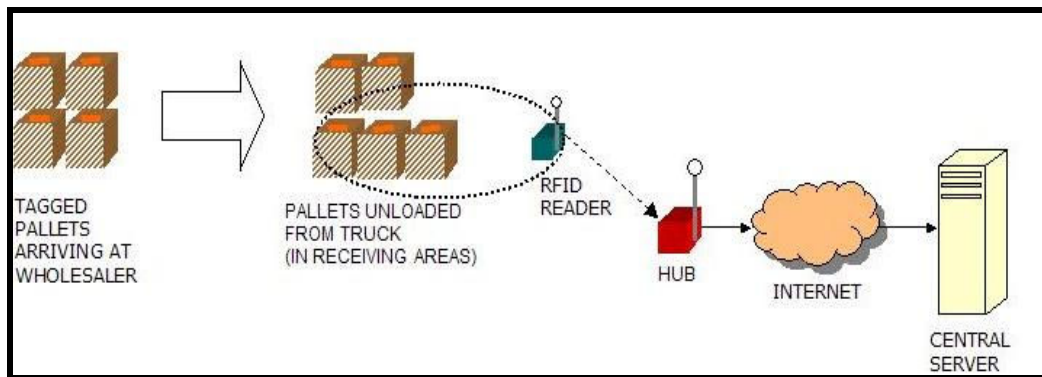 TAGGED
PALLETS
ARRIVING AT
WHOLESALER
PALLETS UNLOADED
FROM TRUCK
(IN RECEIVING AREAS)
RFID
READER
HUB
INTERNET
CENTRAL
SERVER